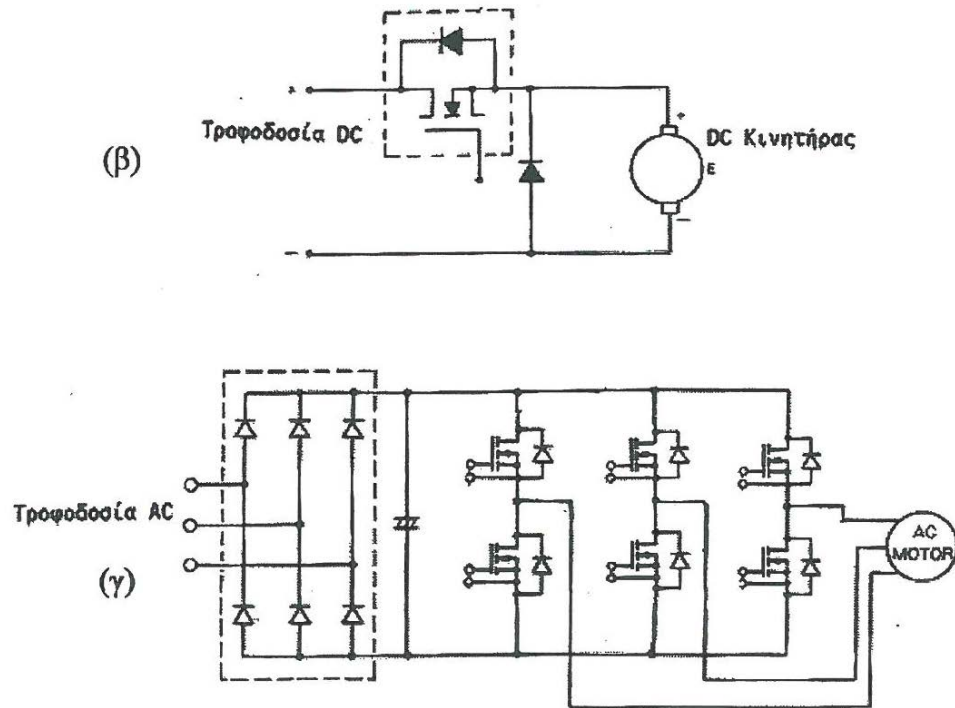 Τροφοδοσία DC
(β)
+
DC Κινητήρας
E
–
–
Τροφοδοσία AC
(γ)
AC
MOTOR